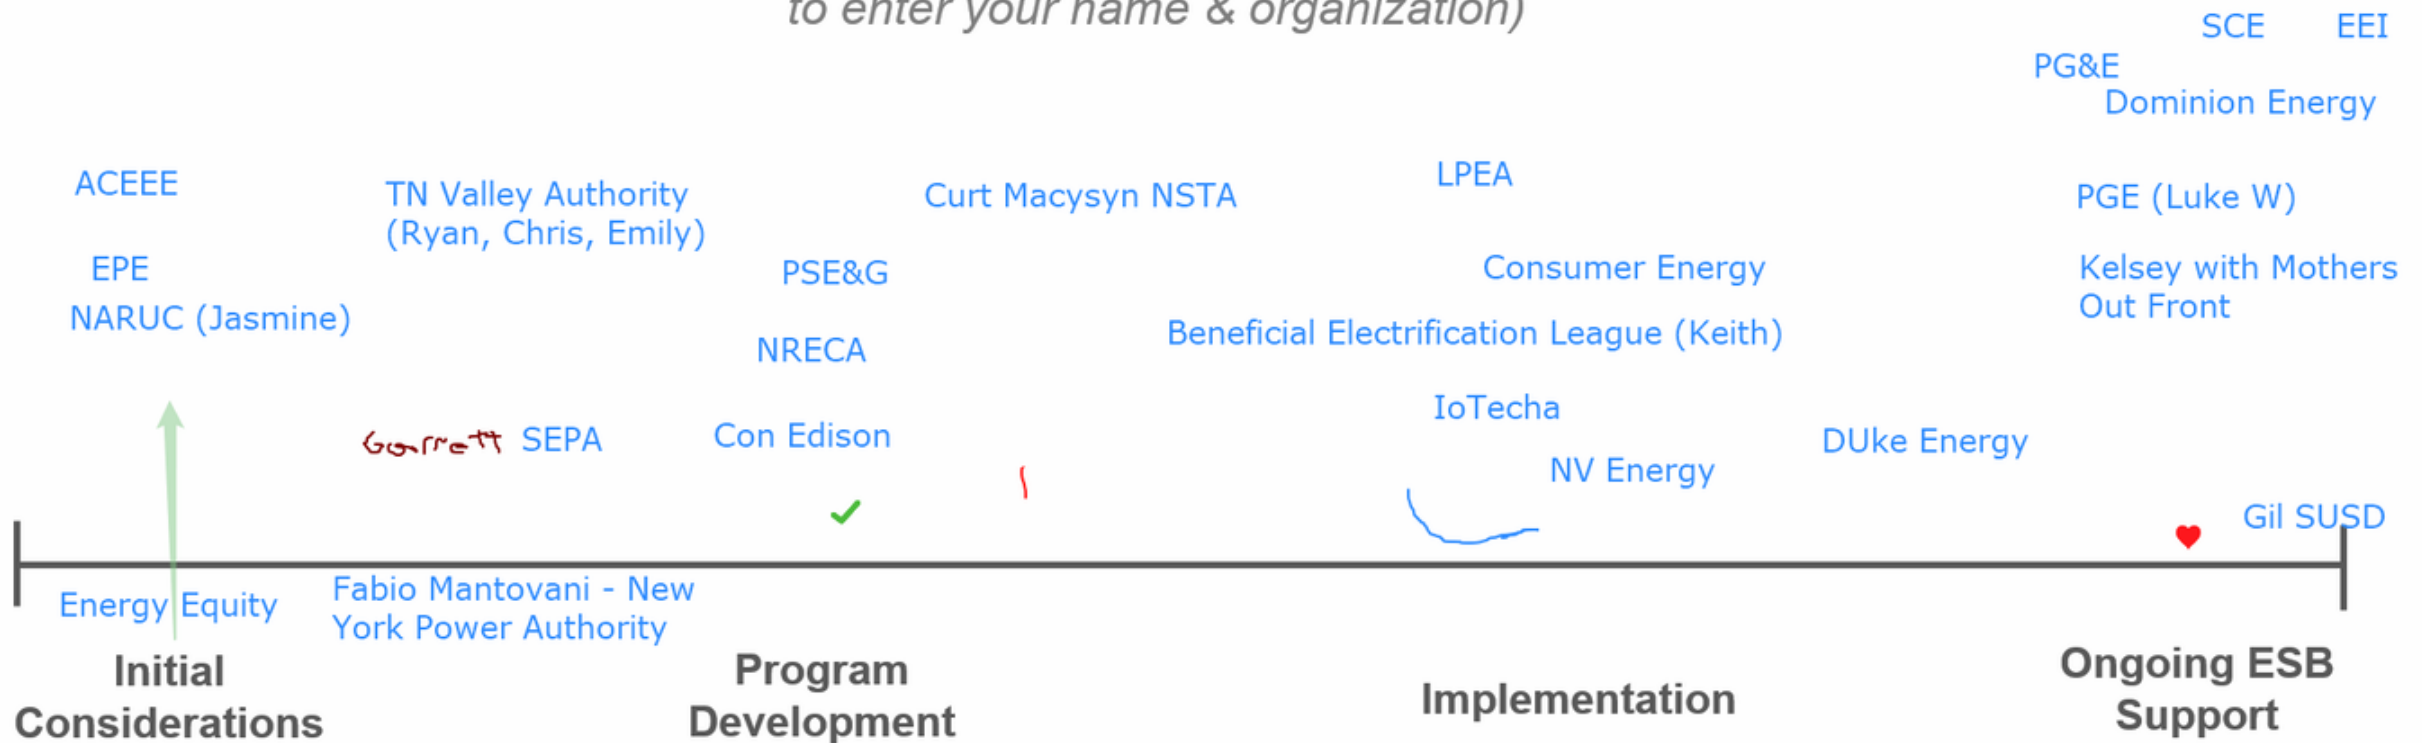 to enter your name & organization)
SCE
EEI
PG&E
Dominion Energy
ACEEE
TN Valley Authority
(Ryan, Chris, Emily)
Curt Macysyn NSTA
LPEA
PGE (Luke W)
EPE
PSE&G
Consumer Energy
Kelsey with Mothers
Out Front
NARUC (Jasmine)
NRECA
Beneficial Electrification League (Keith)
IoTecha
Garrett SEPA
Con Edison
NV Energy
DUke Energy
Gil SUSD
Energy Equity
Fabio Mantovani - New
York Power Authority
Initial
Considerations
Program
Development
Implementation
Ongoing ESB
Support